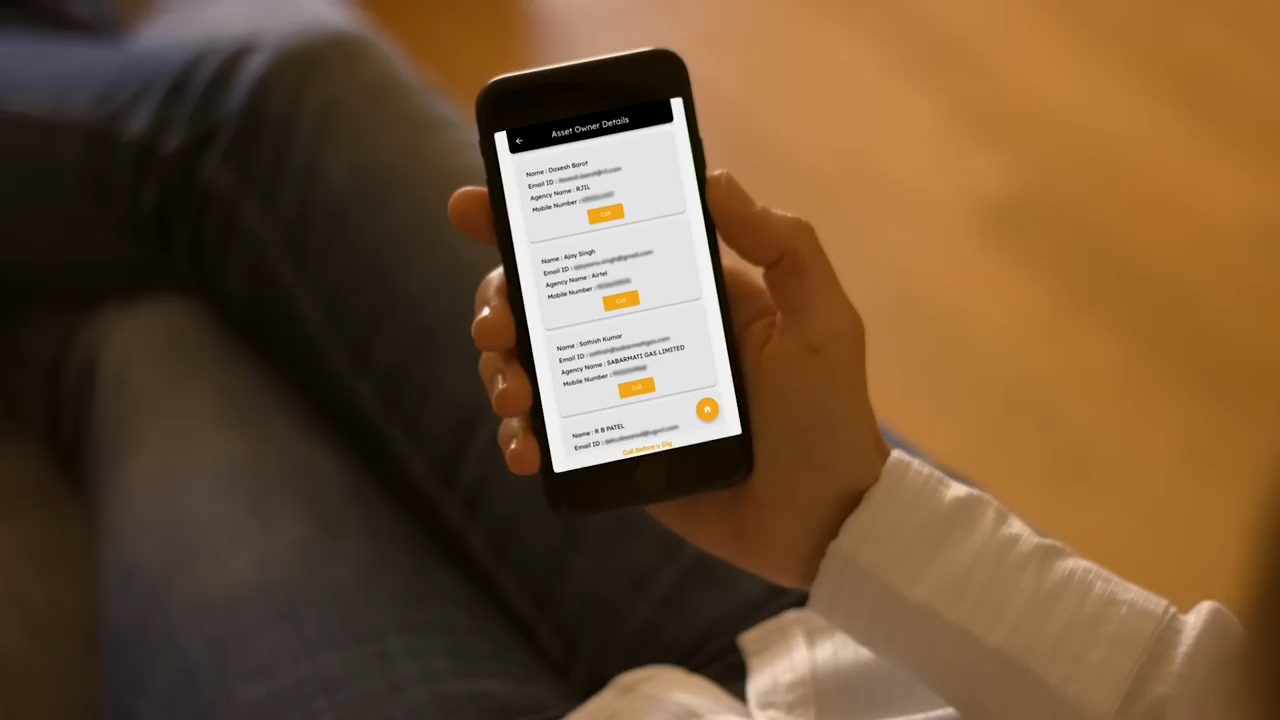 Asset Owner Details
Name : Daxesh Barot
Email ID :
Agency Name : RJIL
Mobile Number :
Call
Name : Ajay Singh
Email ID :
Agency Name : Airtel
Mobile Number :
Call
Name : Sathish Kumar
Email ID :
Agency Name : SABARMATI GAS LIMITED
Mobile Number :
Call
Name : R B PATEL
Email ID :
Call Before u Dig